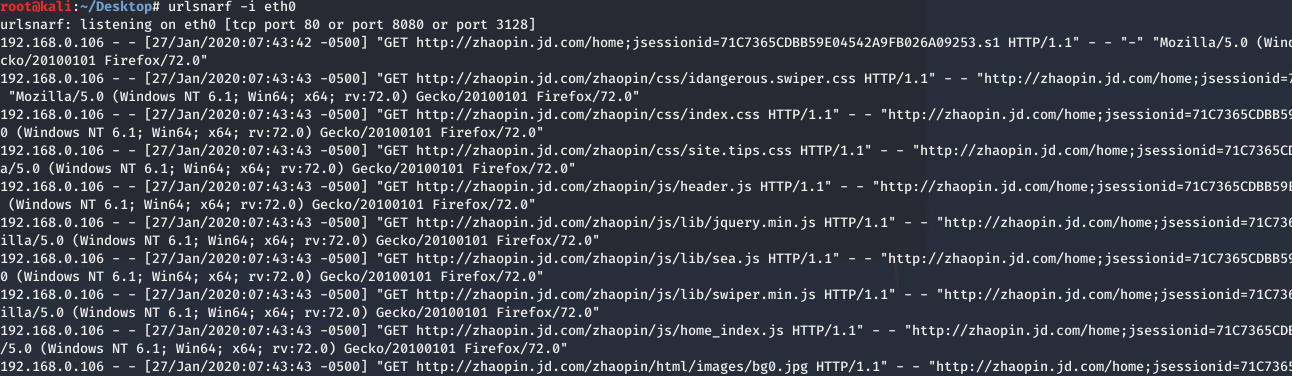 root@kali:~/Desktop# urlsnarf -i eth0
urlsnarf: listening on eth0 [tcp port 80 or port 8080 or port 3128]
192.168.0.106 - - [27/Jan/2020:07:43:42 -0500] "GET http://zhaopin.jd.com/home;jsessionid=71C7365CDBB59E04542A9FB026A09253.s1 HTTP/1.1" - - "-" "Mozilla/5.0 (Wind
cko/20100101 Firefox/72.0"
192.168.0.106 - - [27/Jan/2020:07:43:43 -0500] "GET http://zhaopin.jd.com/zhaopin/css/idangerous.swiper.css HTTP/1.1" - - "http://zhaopin.jd.com/home;jsessionid=7
"Mozilla/5.0 (Windows NT 6.1; Win64; x64; rv:72.0) Gecko/20100101 Firefox/72.0"
192.168.0.106 - - [27/Jan/2020:07:43:43 -0500] "GET http://zhaopin.jd.com/zhaopin/css/index.css HTTP/1.1" - - "http://zhaopin.jd.com/home;jsessionid=71C7365CDBB59
0 (Windows NT 6.1; Win64; x64; rv:72.0) Gecko/20100101 Firefox/72.0"
192.168.0.106 - - [27/Jan/2020:07:43:43 -0500] "GET http://zhaopin.jd.com/zhaopin/css/site.tips.css HTTP/1.1" - - "http://zhaopin.jd.com/home;jsessionid=71C7365CD
a/5.0 (Windows NT 6.1; Win64; x64; rv:72.0) Gecko/20100101 Firefox/72.0"
192.168.0.106 - - [27/Jan/2020:07:43:43 -0500] "GET http://zhaopin.jd.com/zhaopin/js/header.js HTTP/1.1" - - "http://zhaopin.jd.com/home;jsessionid=71C7365CDBB59E
(Windows NT 6.1; Win64; x64; rv:72.0) Gecko/20100101 Firefox/72.0"
192.168.0.106 - - [27/Jan/2020:07:43:43 -0500] "GET http://zhaopin.jd.com/zhaopin/js/lib/jquery.min.js HTTP/1.1" - - "http://zhaopin.jd.com/home;jsessionid=71C736
illa/5.0 (Windows NT 6.1; Win64; x64; rv:72.0) Gecko/20100101 Firefox/72.0"
192.168.0.106 - - [27/Jan/2020:07:43:43 -0500] "GET http://zhaopin.jd.com/zhaopin/js/lib/sea.js HTTP/1.1" - - "http://zhaopin.jd.com/home;jsessionid=71C7365CDBB59
0 (Windows NT 6.1; Win64; x64; rv:72.0) Gecko/20100101 Firefox/72.0"
192.168.0.106 - - [27/Jan/2020:07:43:43 -0500] "GET http://zhaopin.jd.com/zhaopin/js/lib/swiper.min.js HTTP/1.1" - - "http://zhaopin.jd.com/home;jsessionid=71C736
illa/5.0 (Windows NT 6.1; Win64; x64; rv:72.0) Gecko/20100101 Firefox/72.0"
192.168.0.106 - - [27/Jan/2020:07:43:43 -0500] "GET http://zhaopin.jd.com/zhaopin/js/home_index.js HTTP/1.1" - - "http://zhaopin.jd.com/home;jsessionid=71C7365CDB
/5.0 (Windows NT 6.1; Win64; x64; rv:72.0) Gecko/20100101 Firefox/72.0"
192.168.0.106 - - [27/Jan/2020:07:43:43 -0500] "GET http://zhaopin.jd.com/zhaopin/html/images/bg0.jpg HTTP/1.1" - - "http://zhaopin.jd.com/home;jsessionid=71C7365